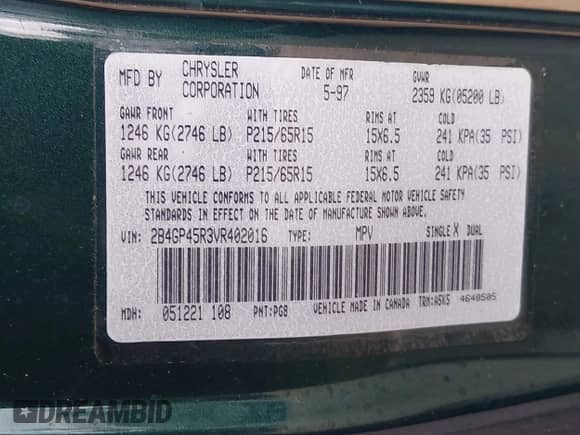 MFD BY CHRYSLER CORPORATION DATE OF MFR 5-97 GVWR 2359 KG(05200 LB)
GAWR FRONT WITH TIRES RIMS AT COLD
1246 KG(2746 LB) P215/65R15 15X6.5 241 KPA(35 PSI)
GAWR REAR WITH TIRES RIMS AT COLD
1246 KG(2746 LB) P215/65R15 15X6.5 241 KPA(35 PSI)
THIS VEHICLE CONFORMS TO ALL APPLICABLE FEDERAL MOTOR VEHICLE SAFETY
STANDARDS IN EFFECT ON THE DATE OF MANUFACTURE SHOWN ABOVE.
VIN: 2B4GP45R3VR402016 TYPE: MPV SINGLE X DUAL
MDH: 051221 108 PNT:PG8 VEHICLE MADE IN CANADA TRM:A5K5 4648505
DREAMBID